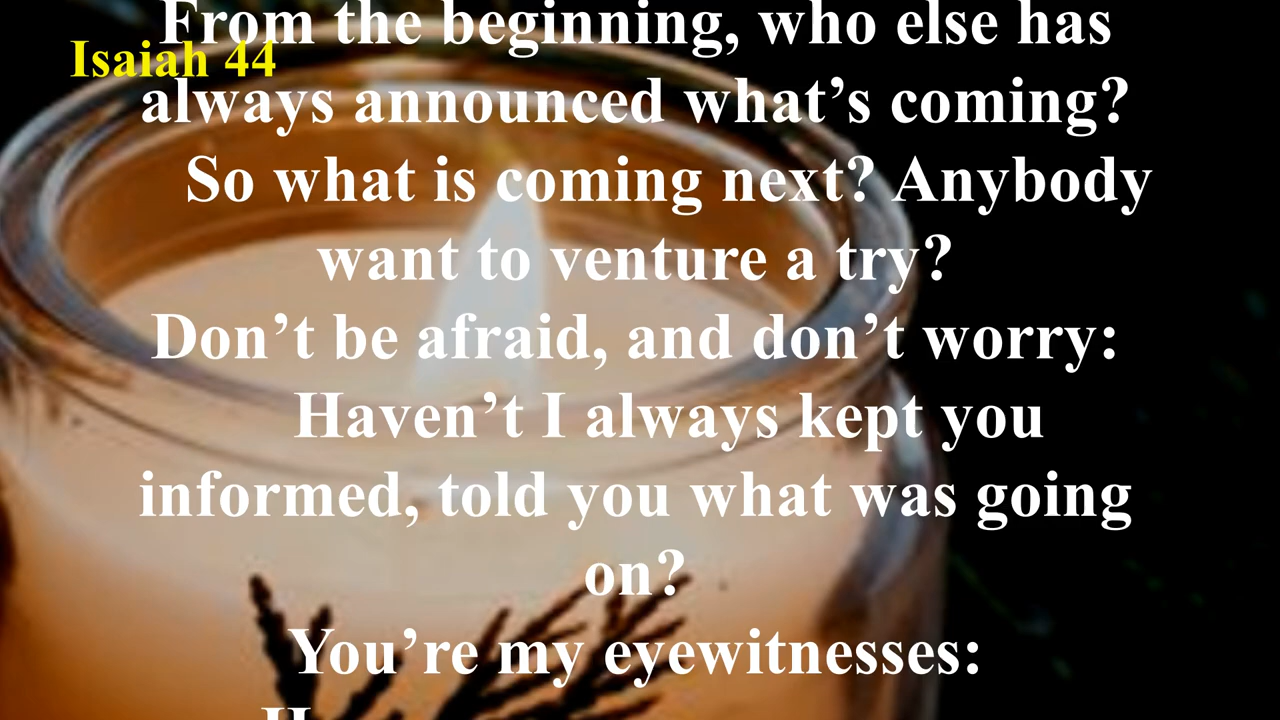 From the beginning, who else has
Isaiah 44
always announced what’s coming?
So what is coming next? Anybody
want to venture a try?
Don’t be afraid, and don’t worry:
Haven’t I always kept you
informed, told you what was going
on?
You’re my eyewitnesses: